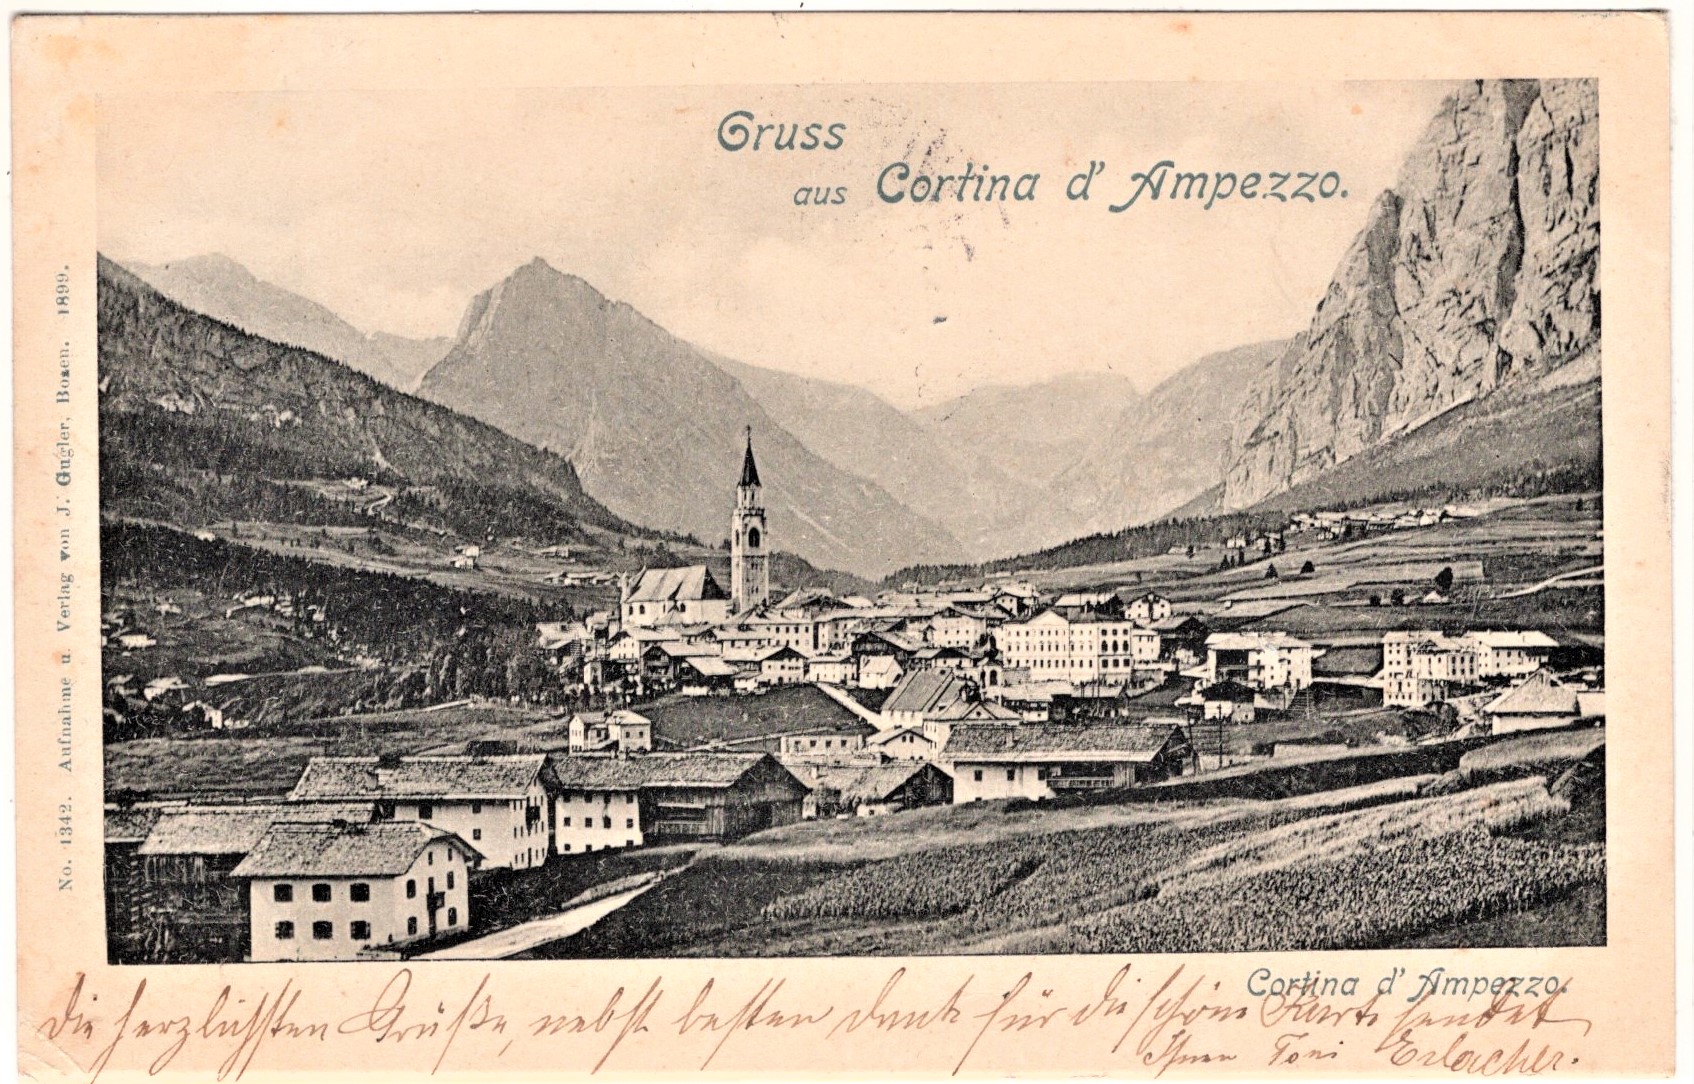 Gruss
aus Cortina d' Ampezzo.
No. 1342. Aufnahme u. Verlag von J. Gugler, Bozen. 1899.
Cortina d' Ampezzo.
die herzlichsten Grüße, nebst besten Dank für die schöne Karte sendet
Ihnen Toni Erlacher.